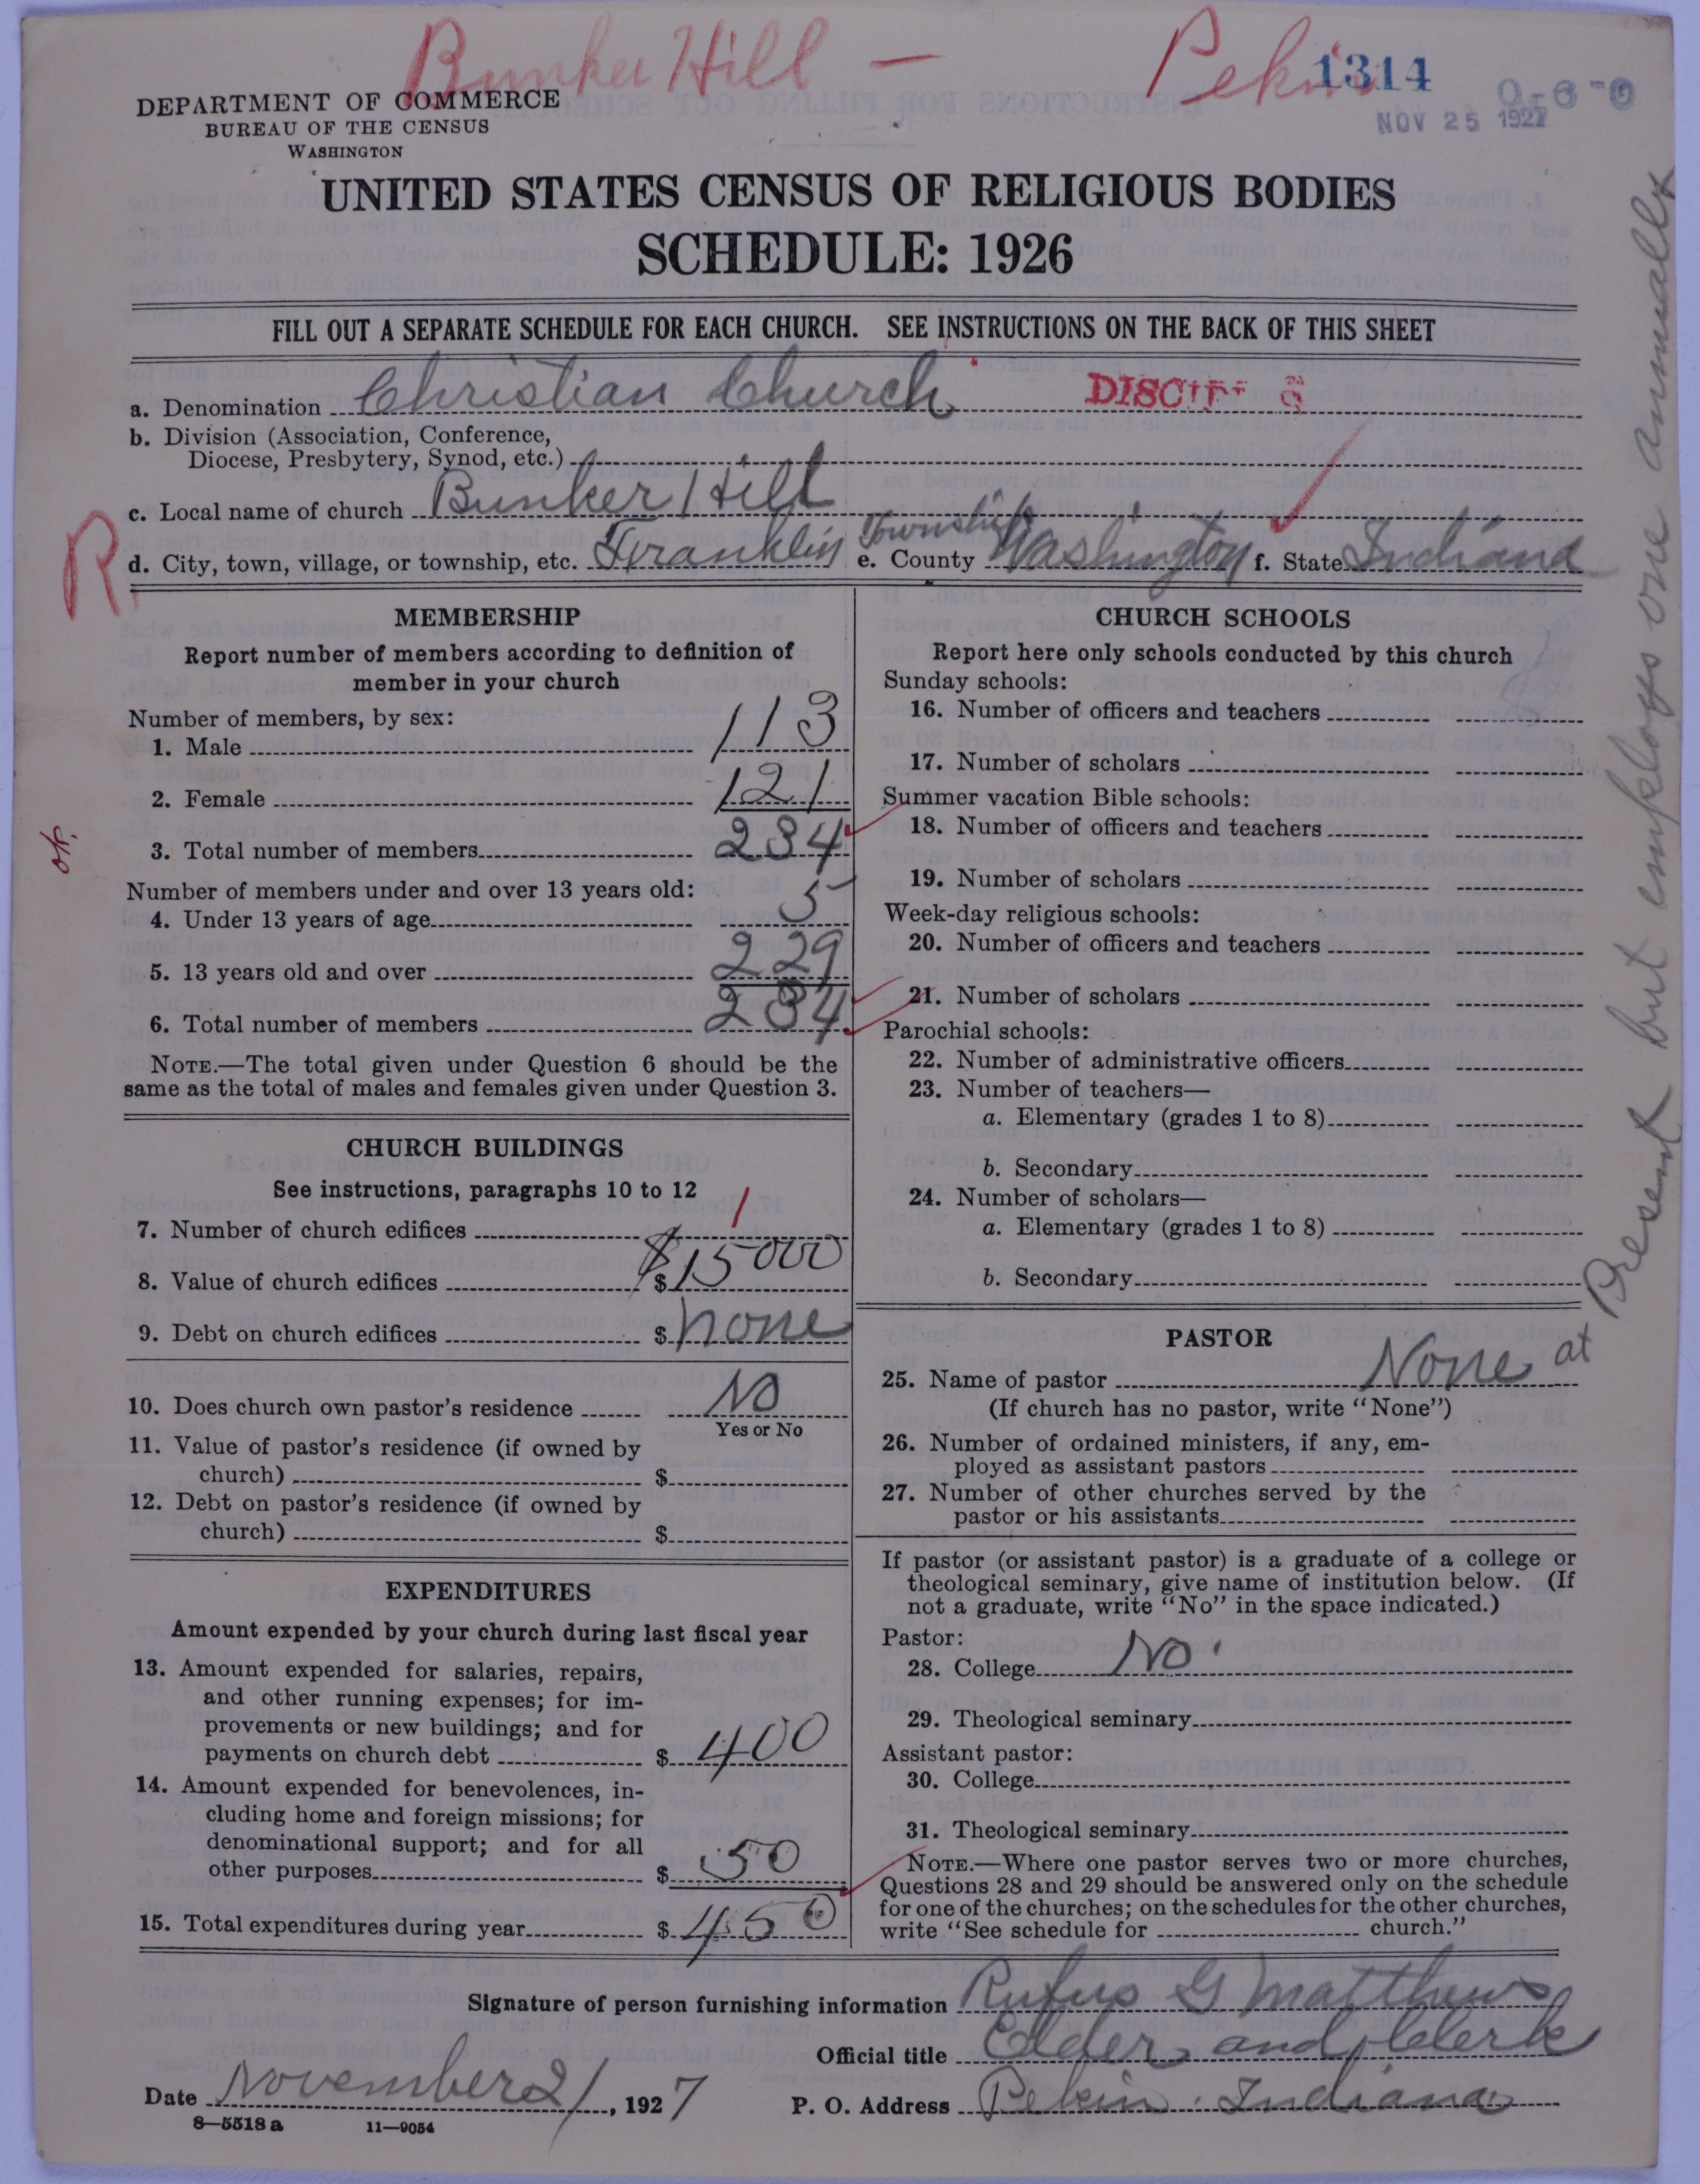 Bunker Hill — Pekin
1314
0-6-0
NOV 25 1927
DEPARTMENT OF COMMERCE
BUREAU OF THE CENSUS
WASHINGTON
UNITED STATES CENSUS OF RELIGIOUS BODIES
SCHEDULE: 1926
FILL OUT A SEPARATE SCHEDULE FOR EACH CHURCH. SEE INSTRUCTIONS ON THE BACK OF THIS SHEET
a. Denomination Christian Church
b. Division (Association, Conference,
Diocese, Presbytery, Synod, etc.)
c. Local name of church Bunker Hill
R.
d. City, town, village, or township, etc. Franklin Township e. County Washington f. State Indiana
MEMBERSHIP
Report number of members according to definition of
member in your church
Number of members, by sex:
1. Male 113
2. Female 121
3. Total number of members 234
ok.
Number of members under and over 13 years old:
4. Under 13 years of age 5
5. 13 years old and over 229
6. Total number of members 234
NOTE.—The total given under Question 6 should be the
same as the total of males and females given under Question 3.
CHURCH BUILDINGS
See instructions, paragraphs 10 to 12
7. Number of church edifices 1
8. Value of church edifices $ $15000
9. Debt on church edifices $ none
10. Does church own pastor's residence No
Yes or No
11. Value of pastor's residence (if owned by
church) $
12. Debt on pastor's residence (if owned by
church) $
EXPENDITURES
Amount expended by your church during last fiscal year
13. Amount expended for salaries, repairs,
and other running expenses; for im-
provements or new buildings; and for
payments on church debt $ 400
14. Amount expended for benevolences, in-
cluding home and foreign missions; for
denominational support; and for all
other purposes $ 50
15. Total expenditures during year $ 450
CHURCH SCHOOLS
Report here only schools conducted by this church
Sunday schools:
16. Number of officers and teachers
17. Number of scholars
Summer vacation Bible schools:
18. Number of officers and teachers
19. Number of scholars
Week-day religious schools:
20. Number of officers and teachers
21. Number of scholars
Parochial schools:
22. Number of administrative officers
23. Number of teachers—
a. Elementary (grades 1 to 8)
b. Secondary
24. Number of scholars—
a. Elementary (grades 1 to 8)
b. Secondary
PASTOR
25. Name of pastor None at
Present but employs one annually
(If church has no pastor, write "None")
26. Number of ordained ministers, if any, em-
ployed as assistant pastors
27. Number of other churches served by the
pastor or his assistants
If pastor (or assistant pastor) is a graduate of a college or
theological seminary, give name of institution below. (If
not a graduate, write "No" in the space indicated.)
Pastor:
28. College No
29. Theological seminary
Assistant pastor:
30. College
31. Theological seminary
NOTE.—Where one pastor serves two or more churches,
Questions 28 and 29 should be answered only on the schedule
for one of the churches; on the schedules for the other churches,
write "See schedule for church."
Signature of person furnishing information Rufus G Matthews
Official title Elder and Clerk
Date November 21, 1927 P. O. Address Pekin. Indiana
8—5518 a 11—9054